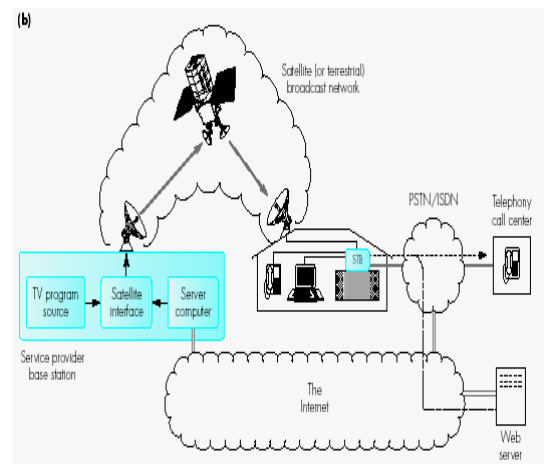 (b)
Satellite (or terrestrial)
broadcast network
PSTN/ISDN
Telephony
call center
STB
TV program
source
Satellite
interface
Server
computer
Service provider
base station
The
Internet
Web
server